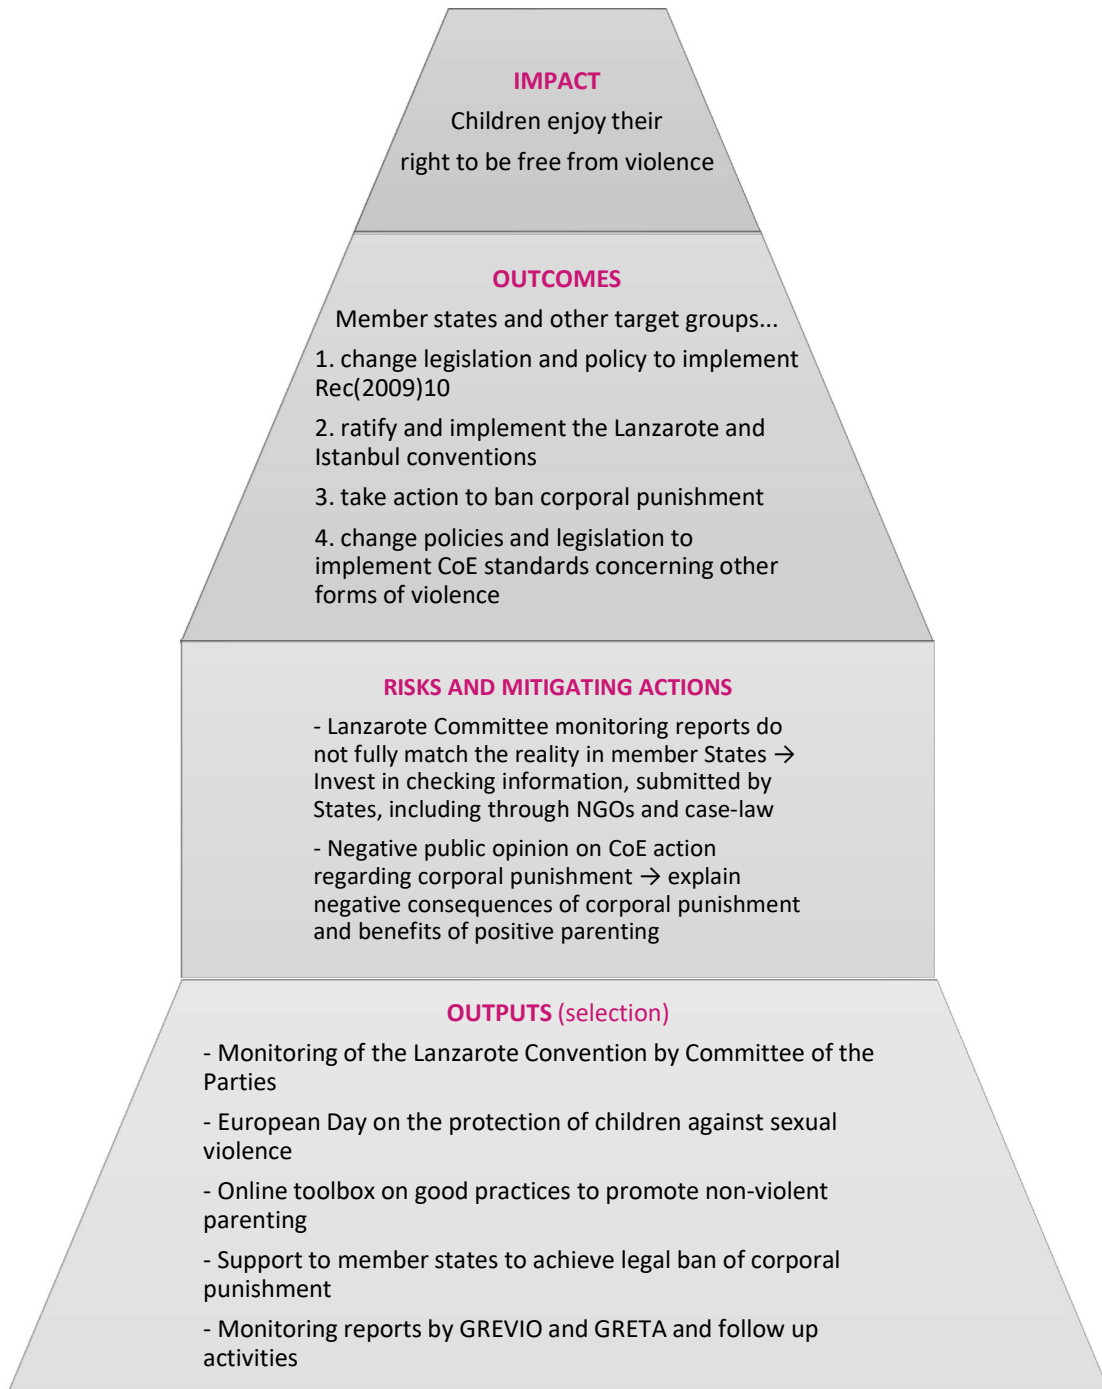 IMPACT
Children enjoy their
right to be free from violence
OUTCOMES
Member states and other target groups...
1. change legislation and policy to implement
Rec(2009)10
2. ratify and implement the Lanzarote and
Istanbul conventions
3. take action to ban corporal punishment
4. change policies and legislation to
implement CoE standards concerning other
forms of violence
RISKS AND MITIGATING ACTIONS
- Lanzarote Committee monitoring reports do
not fully match the reality in member States →
Invest in checking information, submitted by
States, including through NGOs and case-law
- Negative public opinion on CoE action
regarding corporal punishment → explain
negative consequences of corporal punishment
and benefits of positive parenting
OUTPUTS (selection)
- Monitoring of the Lanzarote Convention by Committee of the
Parties
- European Day on the protection of children against sexual
violence
- Online toolbox on good practices to promote non-violent
parenting
- Support to member states to achieve legal ban of corporal
punishment
- Monitoring reports by GREVIO and GRETA and follow up
activities